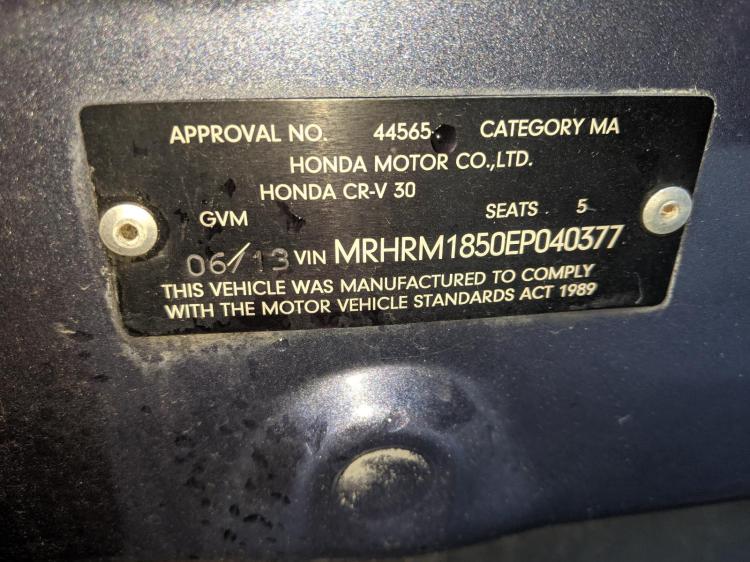 APPROVAL NO. 44565 CATEGORY MA
HONDA MOTOR CO.,LTD.
HONDA CR-V 30
GVM SEATS 5
06/13 VIN MRHRM1850EP040377
THIS VEHICLE WAS MANUFACTURED TO COMPLY
WITH THE MOTOR VEHICLE STANDARDS ACT 1989